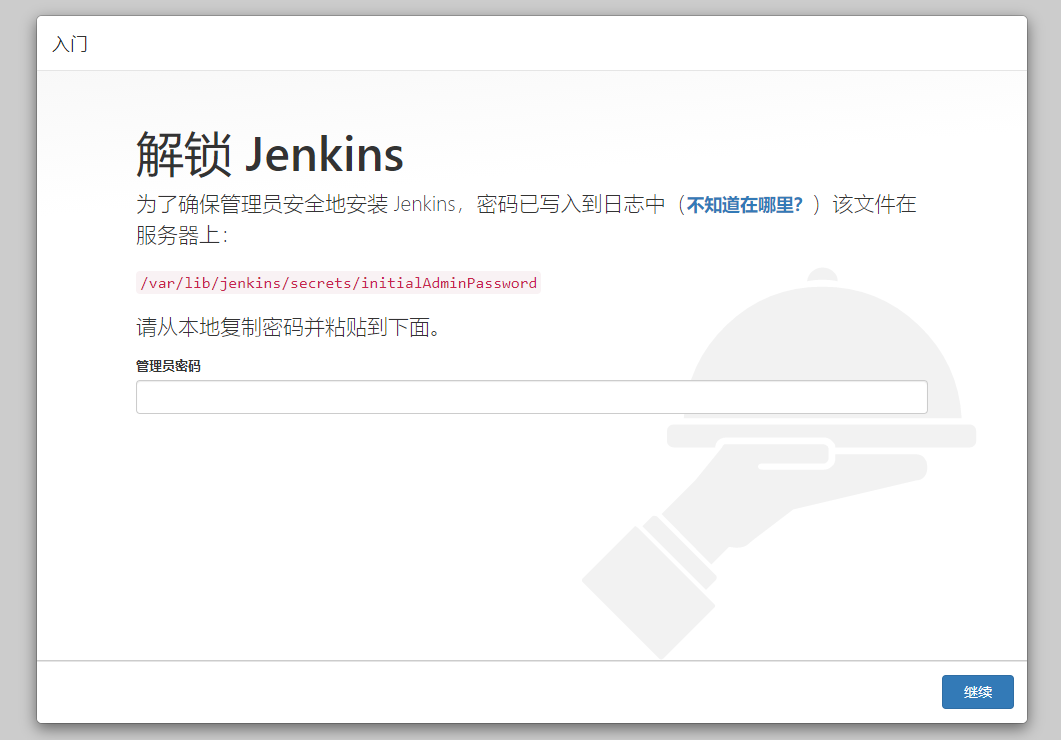 入门
解锁 Jenkins
为了确保管理员安全地安装 Jenkins，密码已写入到日志中（不知道在哪里？）该文件在
服务器上：
/var/lib/jenkins/secrets/initialAdminPassword
请从本地复制密码并粘贴到下面。
管理员密码
继续